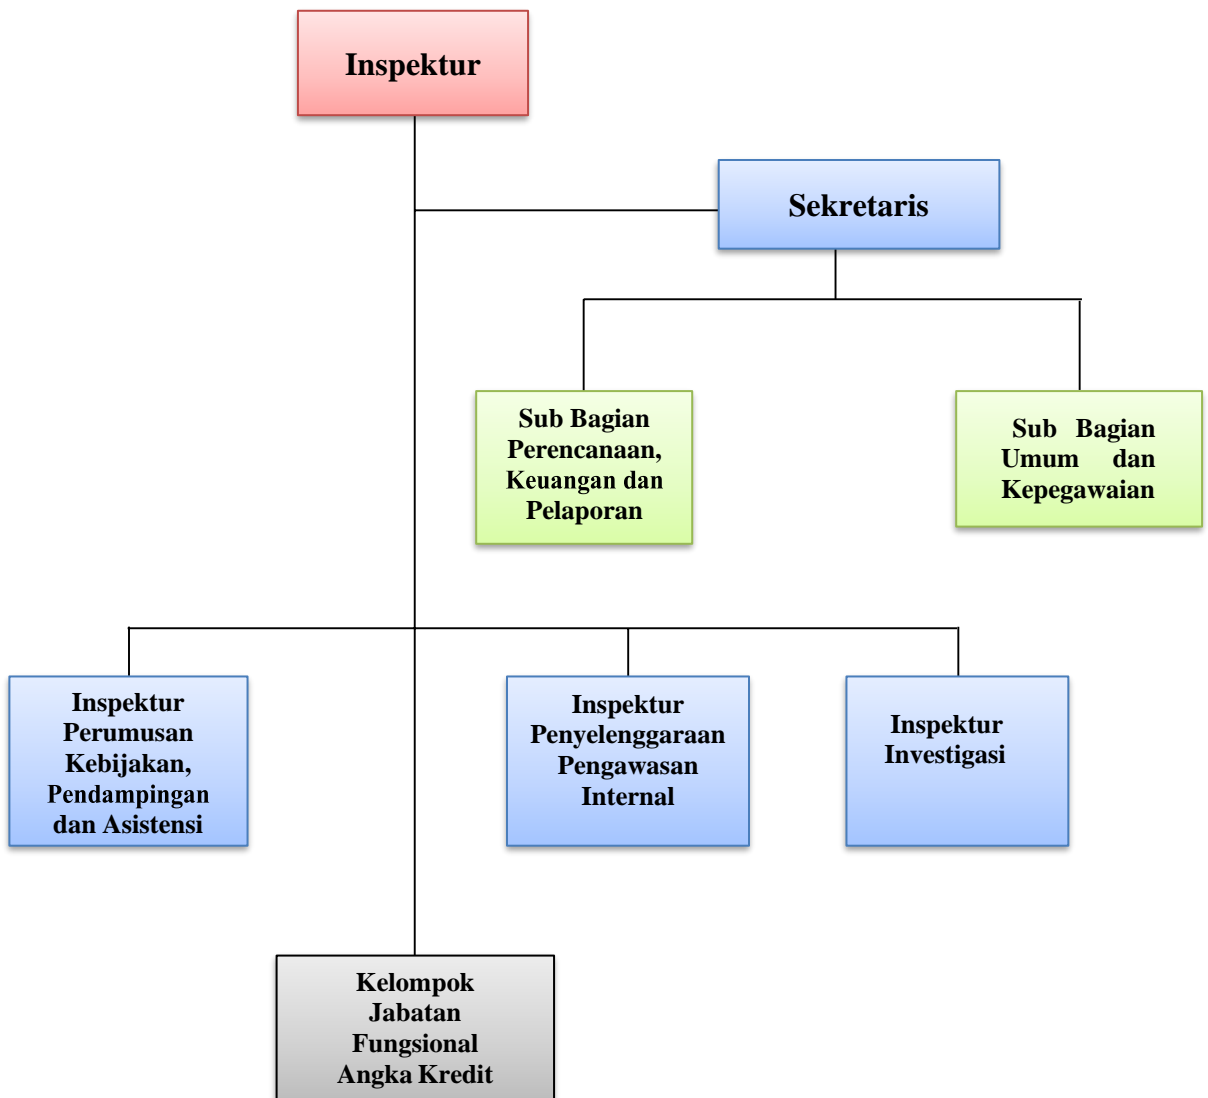 Inspektur
Sekretaris
Sub Bagian
Perencanaan,
Keuangan dan
Pelaporan
Sub Bagian
Umum dan
Kepegawaian
Inspektur
Perumusan
Kebijakan,
Pendampingan
dan Asistensi
Inspektur
Penyelenggaraan
Pengawasan
Internal
Inspektur
Investigasi
Kelompok
Jabatan
Fungsional
Angka Kredit